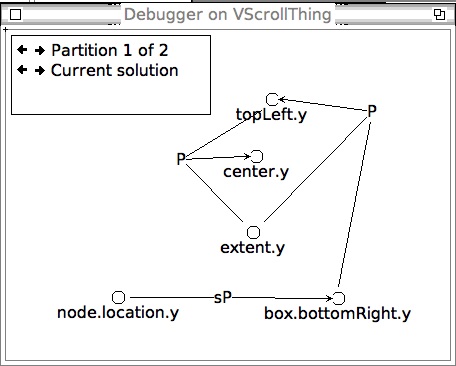 Debugger on VScrollThing
Partition 1 of 2
Current solution
topLeft.y
P
P
center.y
extent.y
sP
node.location.y
box.bottomRight.y